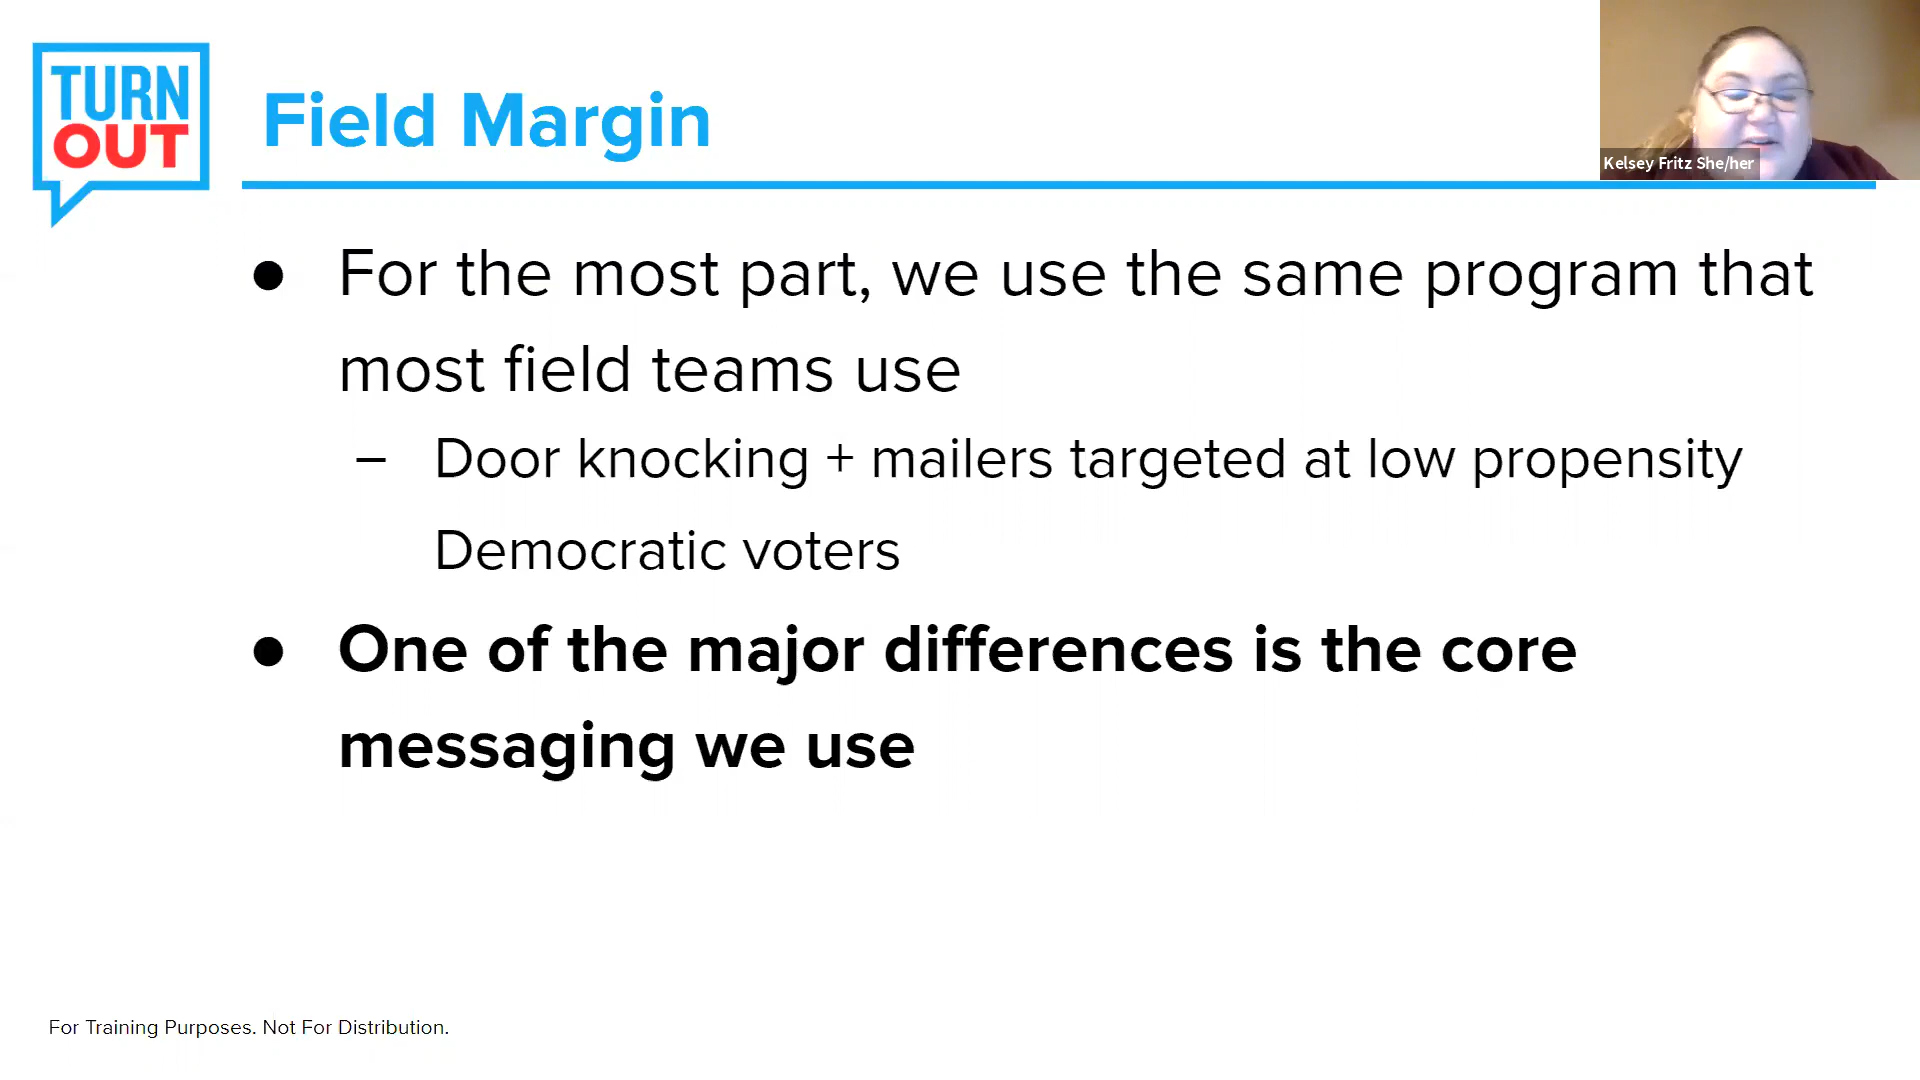 TURN
OUT
Field Margin
Kelsey Fritz She/her
● For the most part, we use the same program that
most field teams use
– Door knocking + mailers targeted at low propensity
Democratic voters
● One of the major differences is the core
messaging we use
For Training Purposes. Not For Distribution.